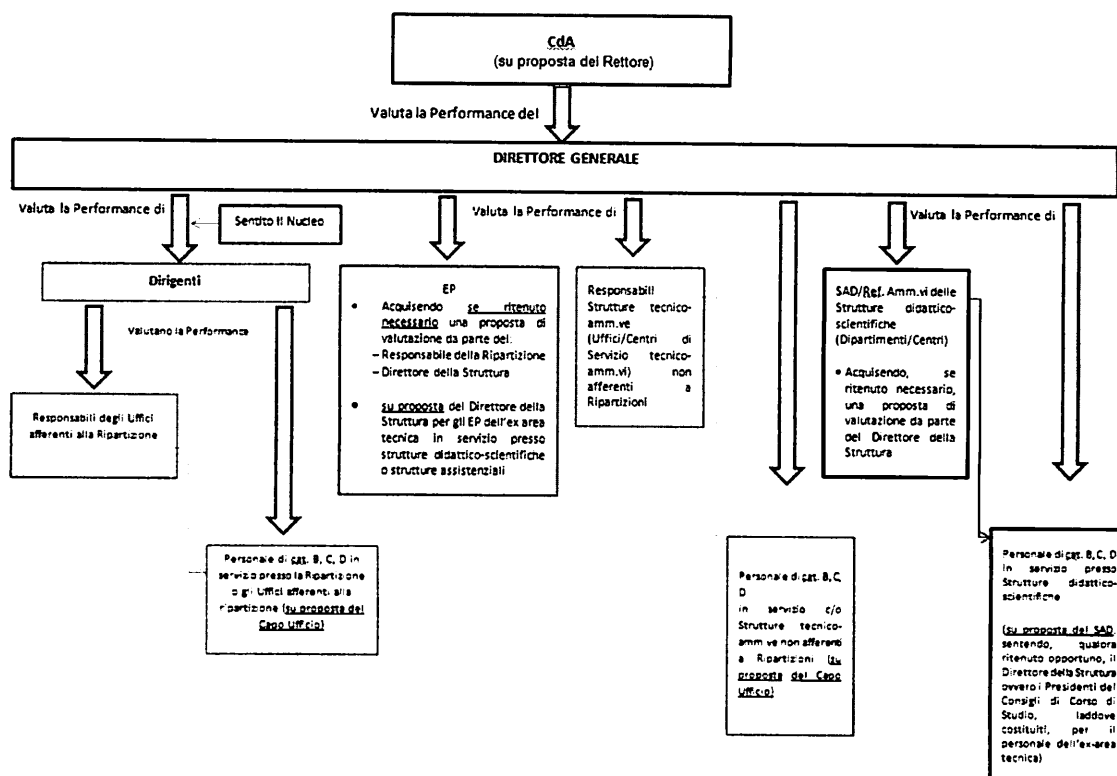 CdA
(su proposta del Rettore)
Valuta la Performance del
DIRETTORE GENERALE
Valuta la Performance di
Sentito Il Nucleo
Valuta la Performance di
Valuta la Performance di
Dirigenti
Valutano la Performance
Responsabili degli Uffici
afferenti alla Ripartizione
Personale di cat. B, C, D in
servizio presso la Ripartizione
o gli Uffici afferenti alla
ripartizione (su proposta del
Capo Ufficio)
EP
• Acquisendo se ritenuto
necessario una proposta di
valutazione da parte del:
– Responsabile della Ripartizione
– Direttore della Struttura
• su proposta del Direttore della
Struttura per gli EP dell'ex area
tecnica in servizio presso
strutture didattico-scientifiche
o strutture assistenziali
Responsabili
Strutture tecnico-
amm.ve
(Uffici/Centri di
Servizio tecnico-
amm.vi) non
afferenti a
Ripartizioni
Personale di cat. B, C,
D
in servizio c/o
Strutture tecnico-
amm.ve non afferenti
a Ripartizioni (su
proposta del Capo
Ufficio)
SAD/Ref. Amm.vi delle
Strutture didattico-
scientifiche
(Dipartimenti/Centri)
• Acquisendo, se
ritenuto necessario,
una proposta di
valutazione da parte
del Direttore della
Struttura
Personale di cat. B, C, D
in servizio presso
Strutture didattico-
scientifiche
(su proposta del SAD,
sentendo, qualora
ritenuto opportuno, il
Direttore della Struttura
ovvero i Presidenti dei
Consigli di Corso di
Studio, laddove
costituiti, per il
personale dell'ex-area
tecnica)